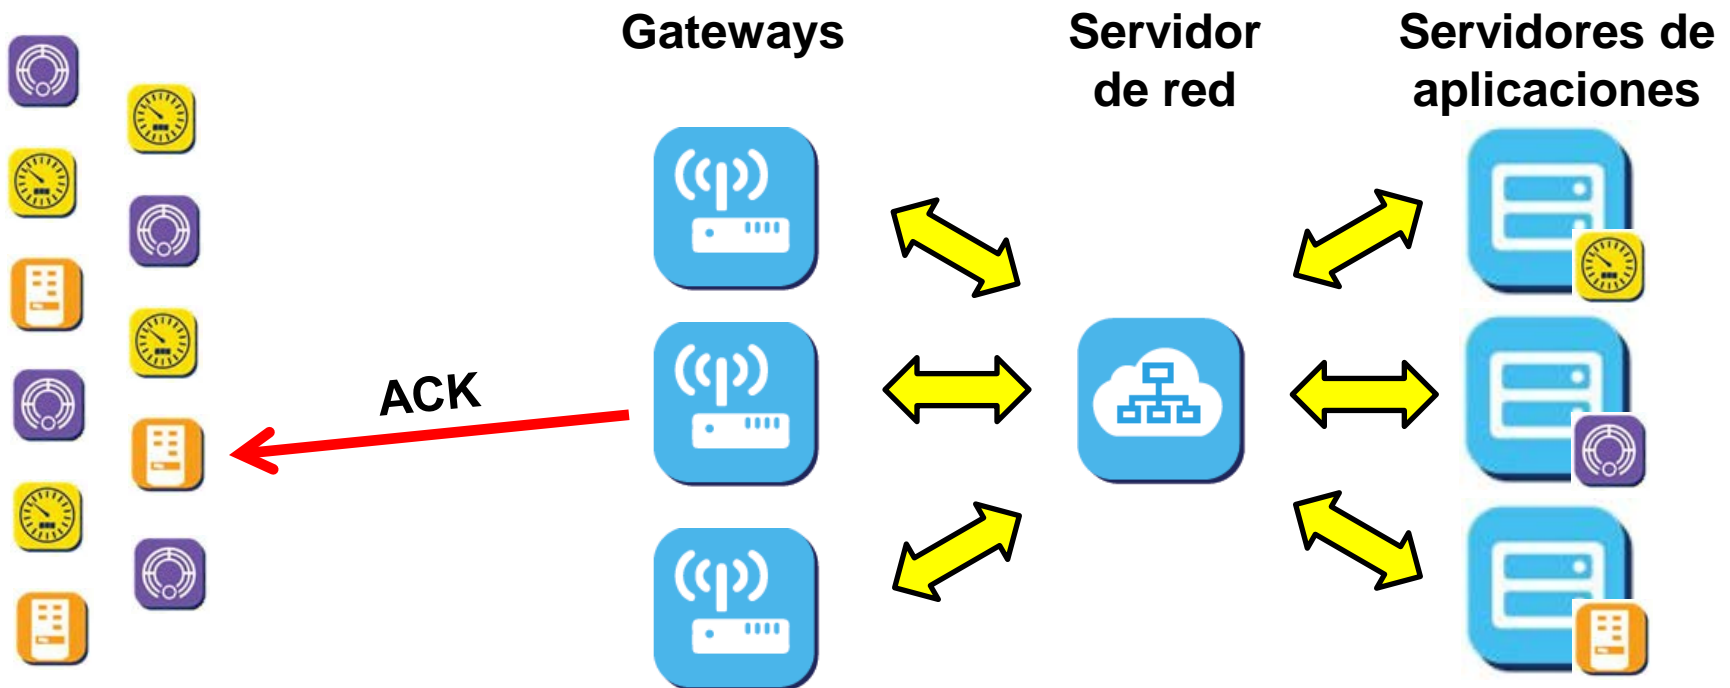 Gateways
Servidor
de red
Servidores de
aplicaciones
ACK